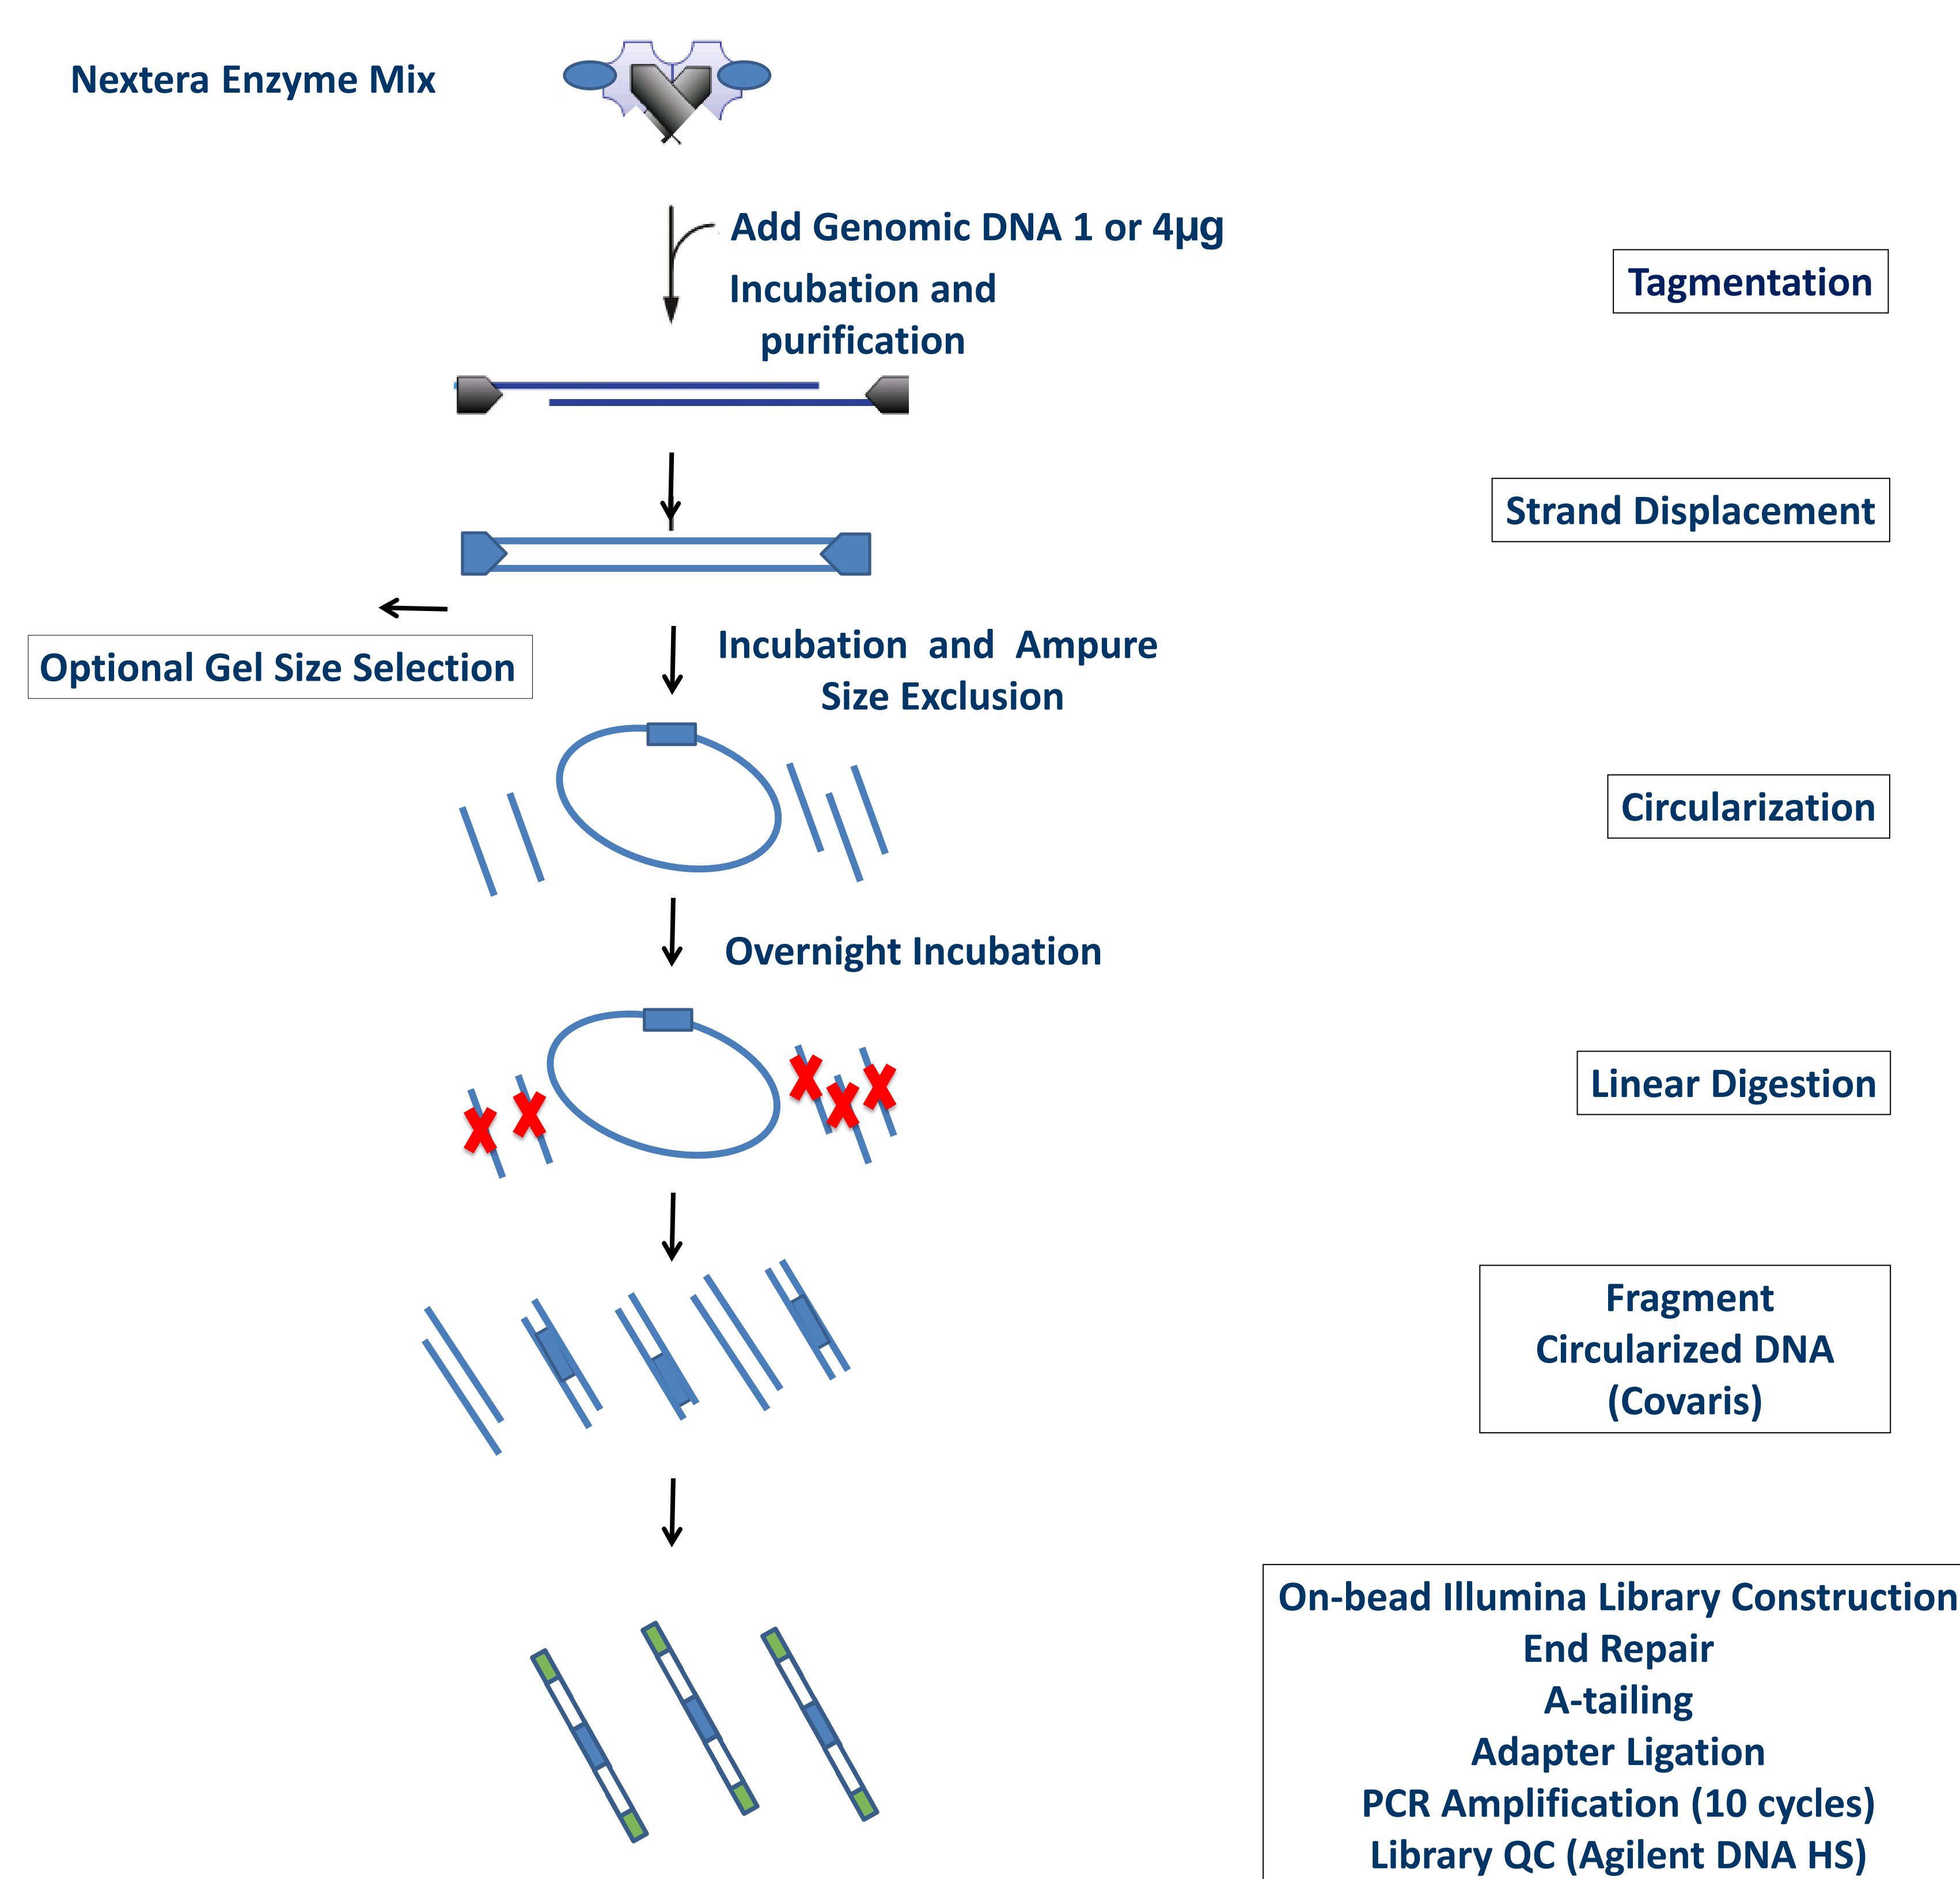 Nextera Enzyme Mix
Add Genomic DNA 1 or 4µg
Incubation and
purification
Tagmentation
Strand Displacement
Optional Gel Size Selection
Incubation and Ampure
Size Exclusion
Circularization
Overnight Incubation
Linear Digestion
Fragment
Circularized DNA
(Covaris)
On-bead Illumina Library Construction
End Repair
A-tailing
Adapter Ligation
PCR Amplification (10 cycles)
Library QC (Agilent DNA HS)